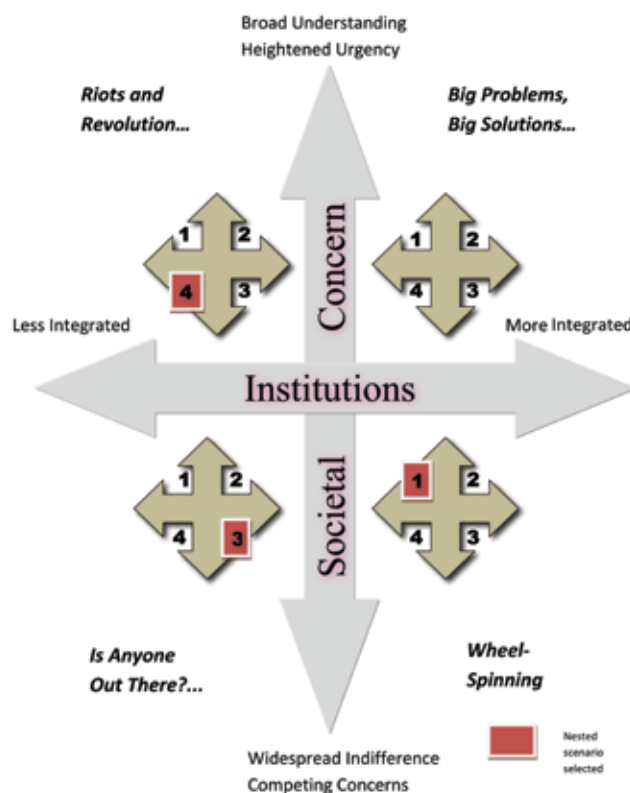 Broad Understanding
Heightened Urgency
Riots and
Revolution...
Big Problems,
Big Solutions...
Concern
1 2
4 3
1 2
4 3
Less Integrated
More Integrated
Institutions
1 2
4 3
1 2
4 3
Societal
Is Anyone
Out There?...
Wheel-
Spinning
Nested
scenario
selected
Widespread Indifference
Competing Concerns